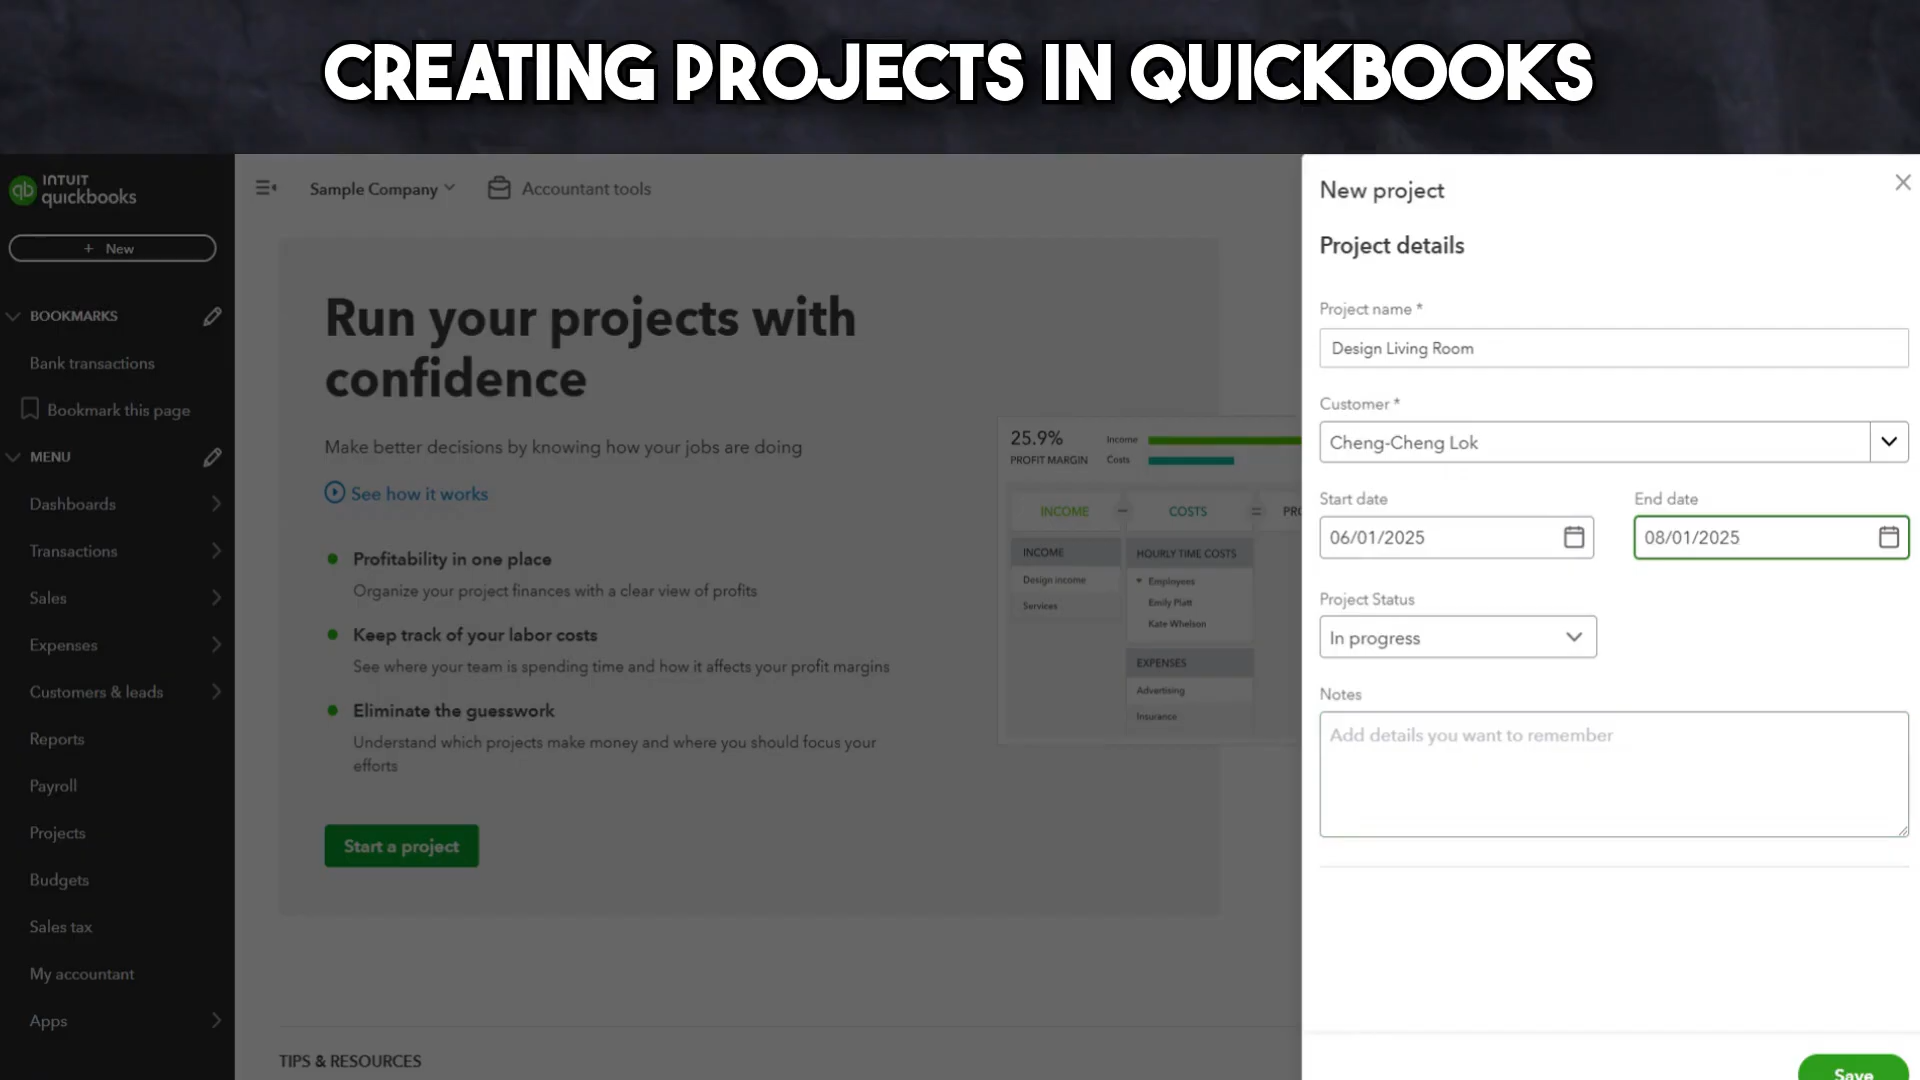 CREATING PROJECTS IN QUICKBOOKS
INTUIT
quickbooks
qb
+ New
BOOKMARKS
Bank transactions
Bookmark this page
MENU
Dashboards
Transactions
Sales
Expenses
Customers & leads
Reports
Payroll
Projects
Budgets
Sales tax
My accountant
Apps
Sample Company
Accountant tools
Run your projects with
confidence
Make better decisions by knowing how your jobs are doing
See how it works
Profitability in one place
Organize your project finances with a clear view of profits
Keep track of your labor costs
See where your team is spending time and how it affects your profit margins
Eliminate the guesswork
Understand which projects make money and where you should focus your
efforts
Start a project
25.9%
PROFIT MARGIN
Income
Costs
INCOME – COSTS = PRO
INCOME
Design income
Services
HOURLY TIME COSTS
Employees
Emily Platt
Kate Whelson
EXPENSES
Advertising
Insurance
TIPS & RESOURCES
New project
Project details
Project name *
Design Living Room
Customer *
Cheng-Cheng Lok
Start date
End date
06/01/2025
08/01/2025
Project Status
In progress
Notes
Add details you want to remember
Save